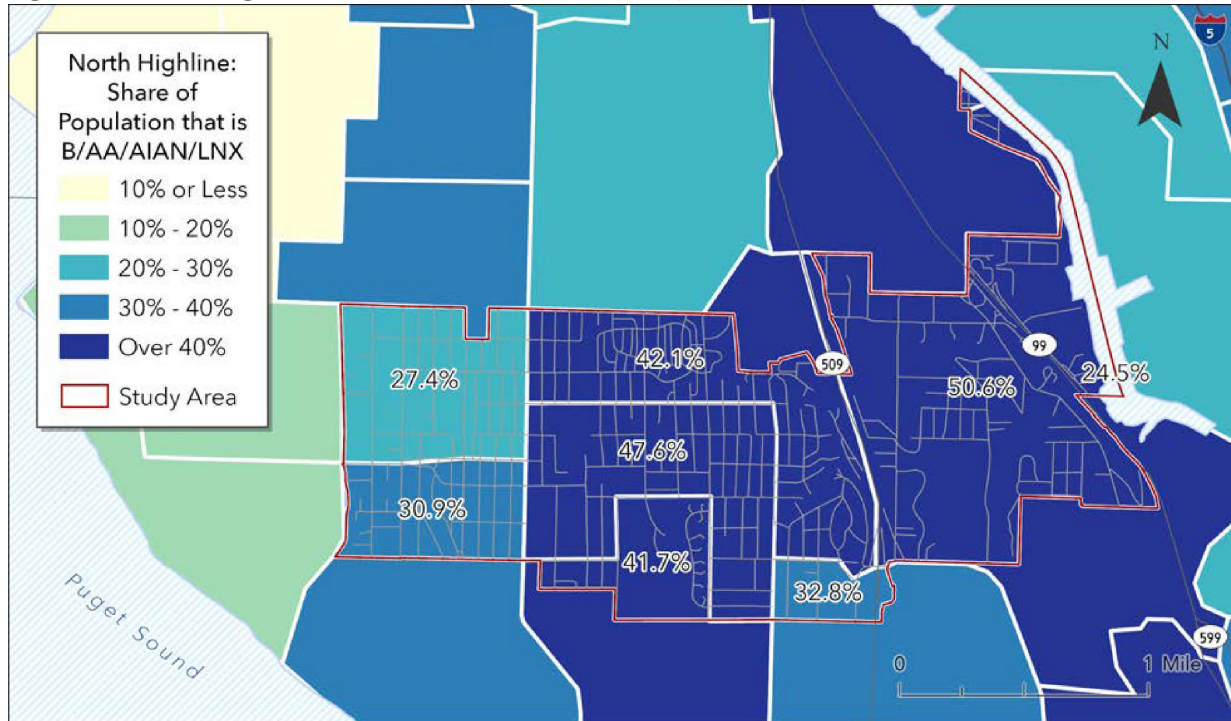 North Highline:
Share of
Population that is
B/AA/AIAN/LNX
10% or Less
10% - 20%
20% - 30%
30% - 40%
Over 40%
Study Area
N
5
42.1%
509
99
27.4%
50.6%
24.5%
47.6%
30.9%
41.7%
32.8%
Puget Sound
599
0
1 Mile